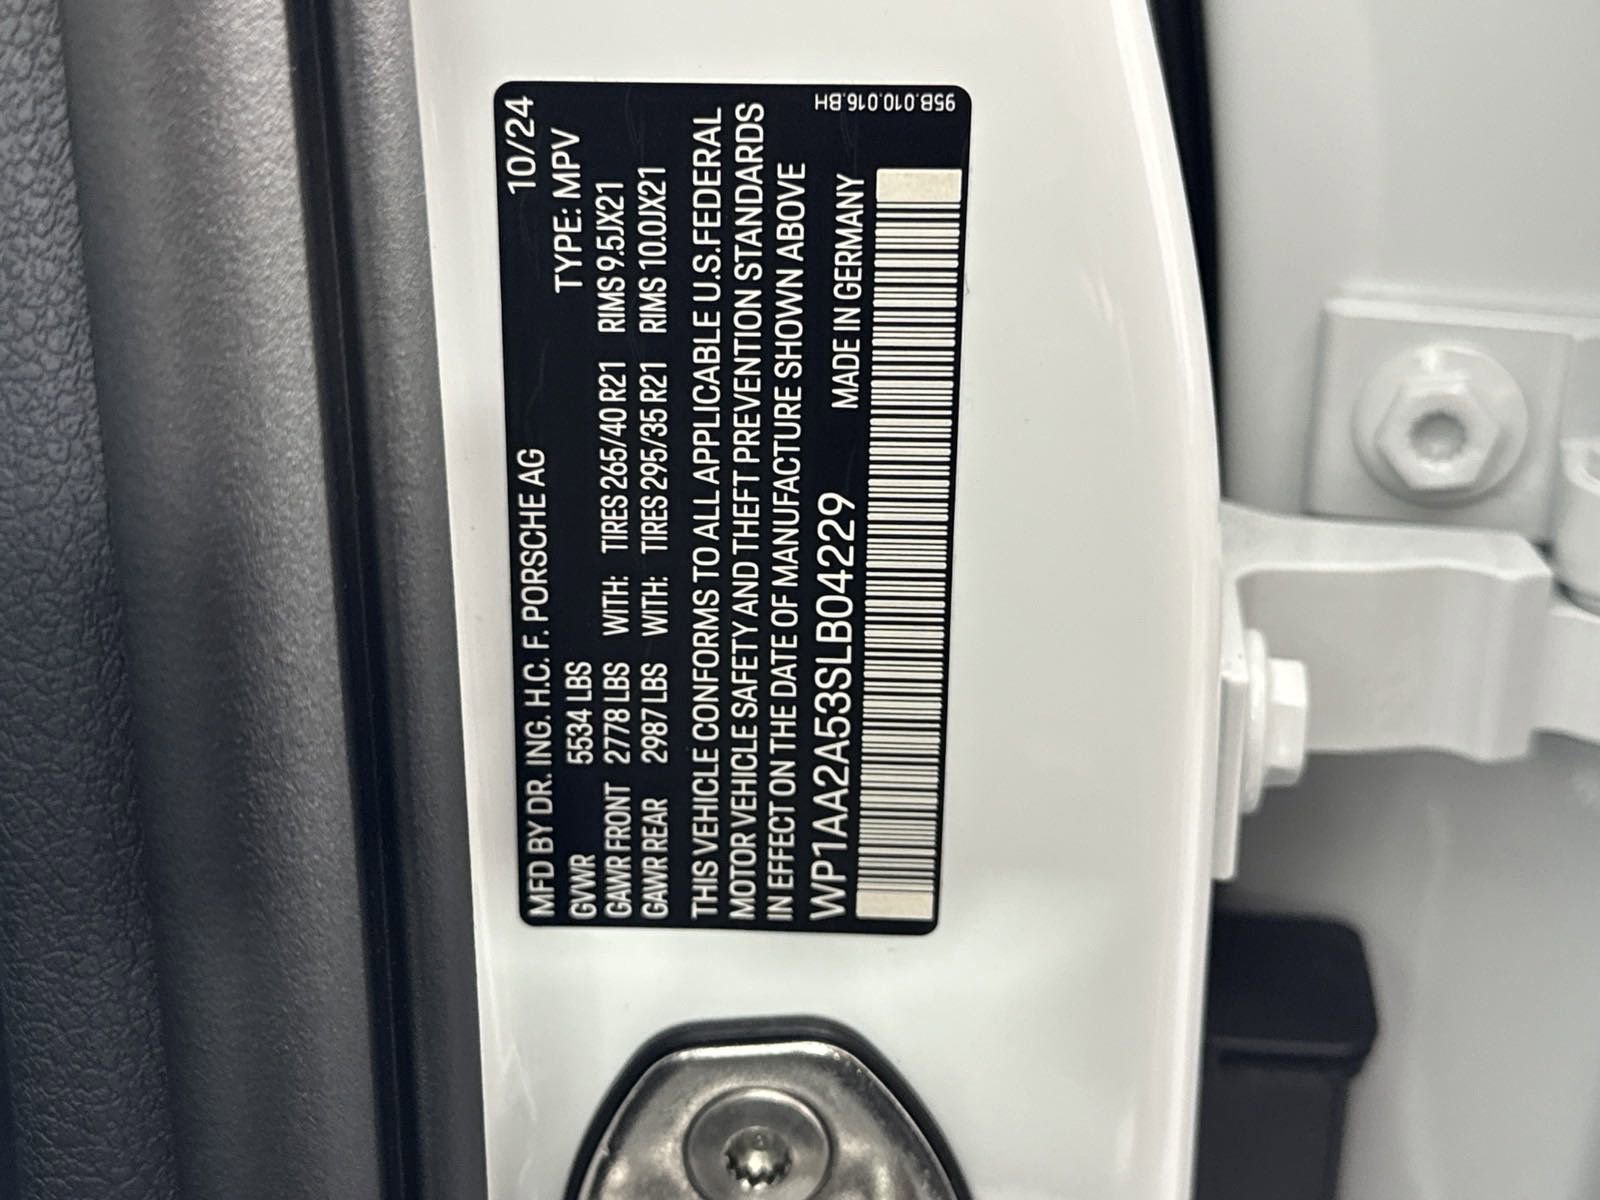 MFD BY DR. ING. H.C. F. PORSCHE AG 10/24
GVWR 5534 LBS TYPE: MPV
GAWR FRONT 2778 LBS WITH: TIRES 265/40 R21 RIMS 9.5JX21
GAWR REAR 2987 LBS WITH: TIRES 295/35 R21 RIMS 10.0JX21
THIS VEHICLE CONFORMS TO ALL APPLICABLE U.S.FEDERAL
MOTOR VEHICLE SAFETY AND THEFT PREVENTION STANDARDS
IN EFFECT ON THE DATE OF MANUFACTURE SHOWN ABOVE
WP1AA2A53SLB04229 MADE IN GERMANY
95B.010.016.BH